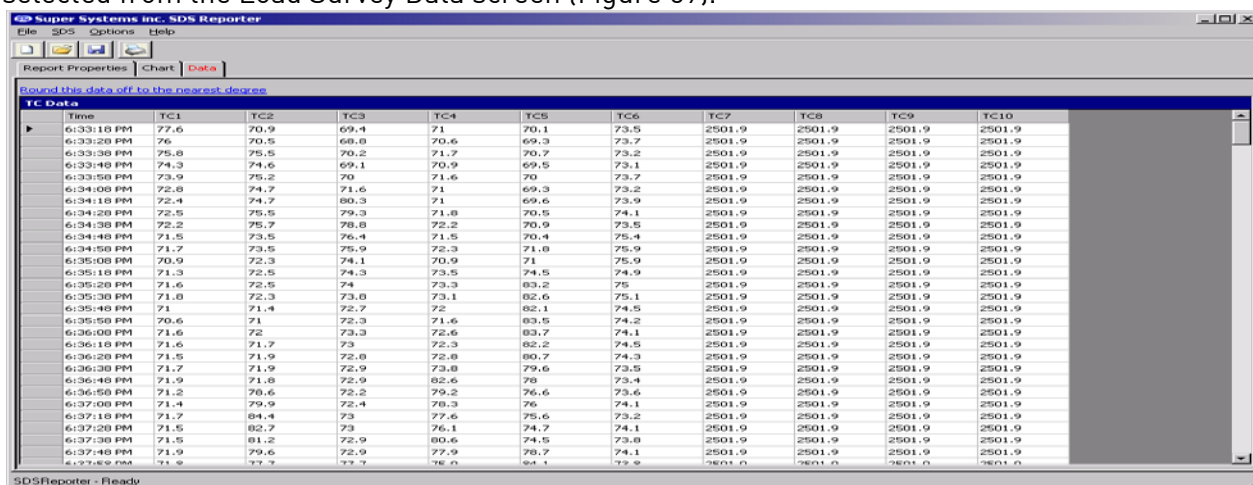 selected from the Load Survey Data screen (Figure 67).
Super Systems inc. SDS Reporter
File SDS Options Help
Report Properties Chart Data
Round this data off to the nearest degree
TC Data
Time TC1 TC2 TC3 TC4 TC5 TC6 TC7 TC8 TC9 TC10
6:33:18 PM 77.6 70.9 69.4 71 70.1 73.5 2501.9 2501.9 2501.9 2501.9
6:33:28 PM 76 70.5 68.8 70.6 69.3 73.7 2501.9 2501.9 2501.9 2501.9
6:33:38 PM 75.8 75.5 70.2 71.7 70.7 73.2 2501.9 2501.9 2501.9 2501.9
6:33:48 PM 74.3 74.6 69.1 70.9 69.5 73.1 2501.9 2501.9 2501.9 2501.9
6:33:58 PM 73.9 75.2 70 71.6 70 73.7 2501.9 2501.9 2501.9 2501.9
6:34:08 PM 72.8 74.7 71.6 71 69.3 73.2 2501.9 2501.9 2501.9 2501.9
6:34:18 PM 72.4 74.7 80.3 71 69.6 73.9 2501.9 2501.9 2501.9 2501.9
6:34:28 PM 72.5 75.5 79.3 71.8 70.5 74.1 2501.9 2501.9 2501.9 2501.9
6:34:38 PM 72.2 75.7 78.8 72.2 70.9 73.5 2501.9 2501.9 2501.9 2501.9
6:34:48 PM 71.5 73.5 76.4 71.5 70.4 75.4 2501.9 2501.9 2501.9 2501.9
6:34:58 PM 71.7 73.5 75.9 72.3 71.8 75.9 2501.9 2501.9 2501.9 2501.9
6:35:08 PM 70.9 72.3 74.1 70.9 71 75.9 2501.9 2501.9 2501.9 2501.9
6:35:18 PM 71.3 72.5 74.3 73.5 74.5 74.9 2501.9 2501.9 2501.9 2501.9
6:35:28 PM 71.6 72.5 74 73.3 83.2 75 2501.9 2501.9 2501.9 2501.9
6:35:38 PM 71.8 72.3 73.8 73.1 82.6 75.1 2501.9 2501.9 2501.9 2501.9
6:35:48 PM 71 71.4 72.7 72 82.1 74.5 2501.9 2501.9 2501.9 2501.9
6:35:58 PM 70.6 71 72.3 71.6 83.5 74.2 2501.9 2501.9 2501.9 2501.9
6:36:08 PM 71.6 72 73.3 72.6 83.7 74.1 2501.9 2501.9 2501.9 2501.9
6:36:18 PM 71.6 71.7 73 72.3 82.2 74.5 2501.9 2501.9 2501.9 2501.9
6:36:28 PM 71.5 71.9 72.8 72.8 80.7 74.3 2501.9 2501.9 2501.9 2501.9
6:36:38 PM 71.7 71.9 72.9 73.8 79.6 73.5 2501.9 2501.9 2501.9 2501.9
6:36:48 PM 71.9 71.8 72.9 82.6 78 73.4 2501.9 2501.9 2501.9 2501.9
6:36:58 PM 71.2 78.6 72.2 79.2 76.6 73.6 2501.9 2501.9 2501.9 2501.9
6:37:08 PM 71.4 79.9 72.4 78.3 76 74.1 2501.9 2501.9 2501.9 2501.9
6:37:18 PM 71.7 84.4 73 77.6 75.6 73.2 2501.9 2501.9 2501.9 2501.9
6:37:28 PM 71.5 82.7 73 76.1 74.7 74.1 2501.9 2501.9 2501.9 2501.9
6:37:38 PM 71.5 81.2 72.9 80.6 74.5 73.8 2501.9 2501.9 2501.9 2501.9
6:37:48 PM 71.9 79.6 72.9 77.9 78.7 74.1 2501.9 2501.9 2501.9 2501.9
SDSReporter - Ready